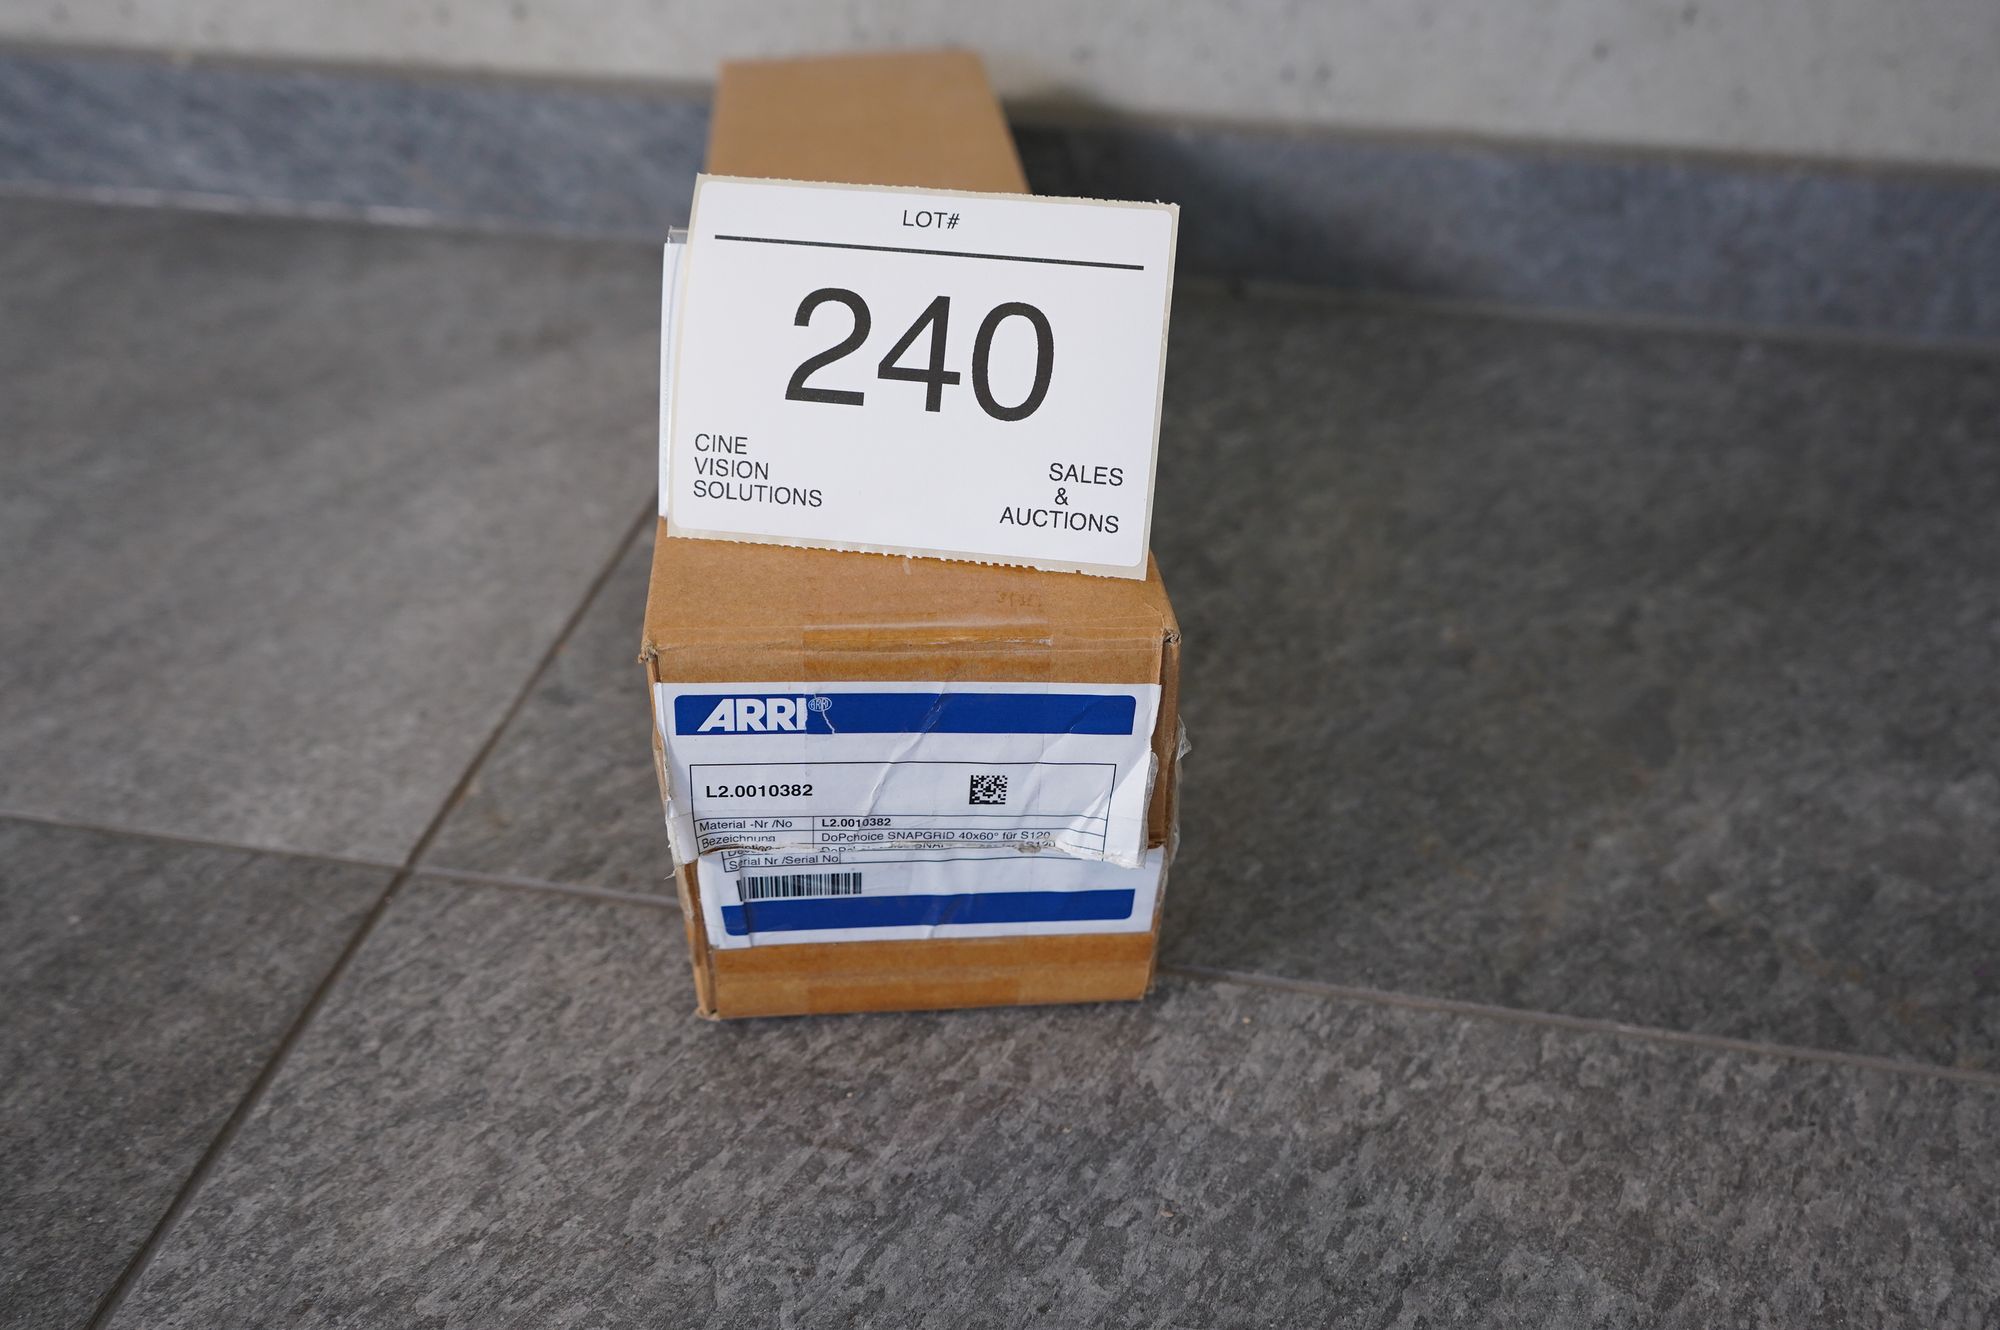 LOT#
240
CINE
VISION
SOLUTIONS
SALES
&
AUCTIONS
ARRI
L2.0010382
Material -Nr /No L2.0010382
Bezeichnung DoPchoice SNAPGRID 40x60° für S120
S120
Serial Nr /Serial No